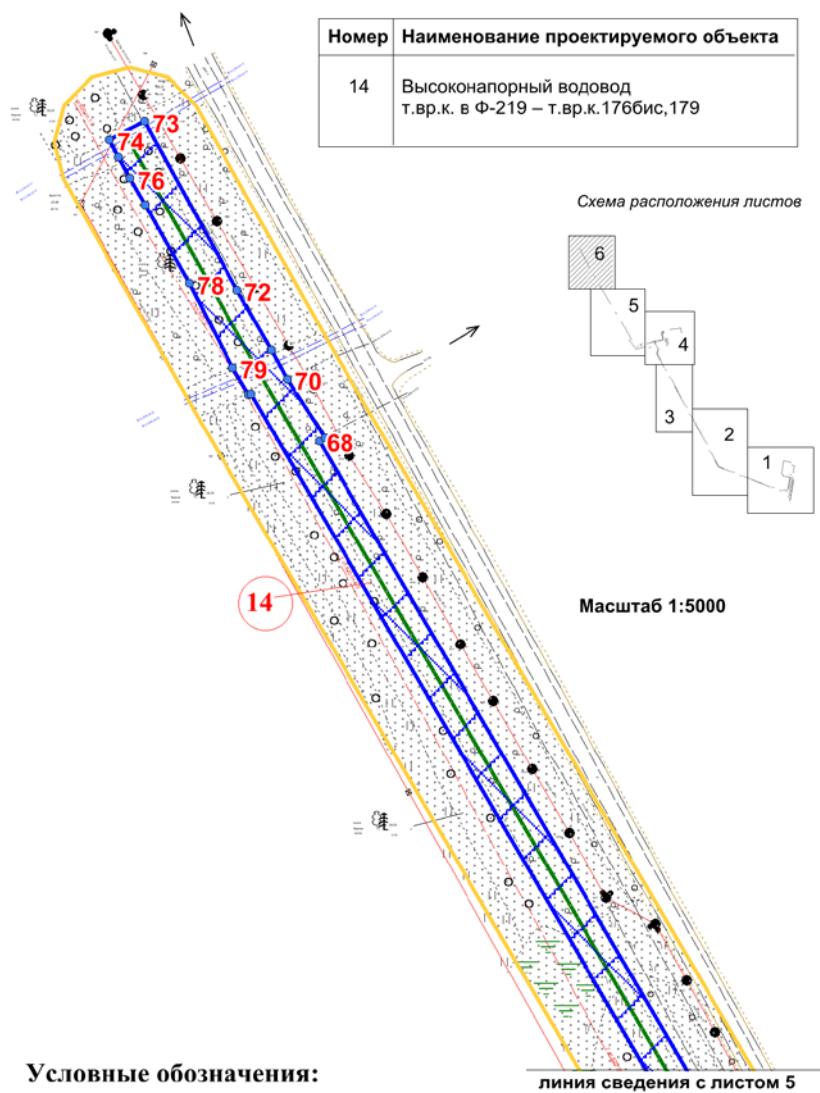 Номер Наименование проектируемого объекта
14 Высоконапорный водовод
т.вр.к. в Ф-219 – т.вр.к.176бис,179
73
74
76
Схема расположения листов
6
5
4
3
2
1
78
72
79
70
68
14
Масштаб 1:5000
Условные обозначения:
линия сведения с листом 5